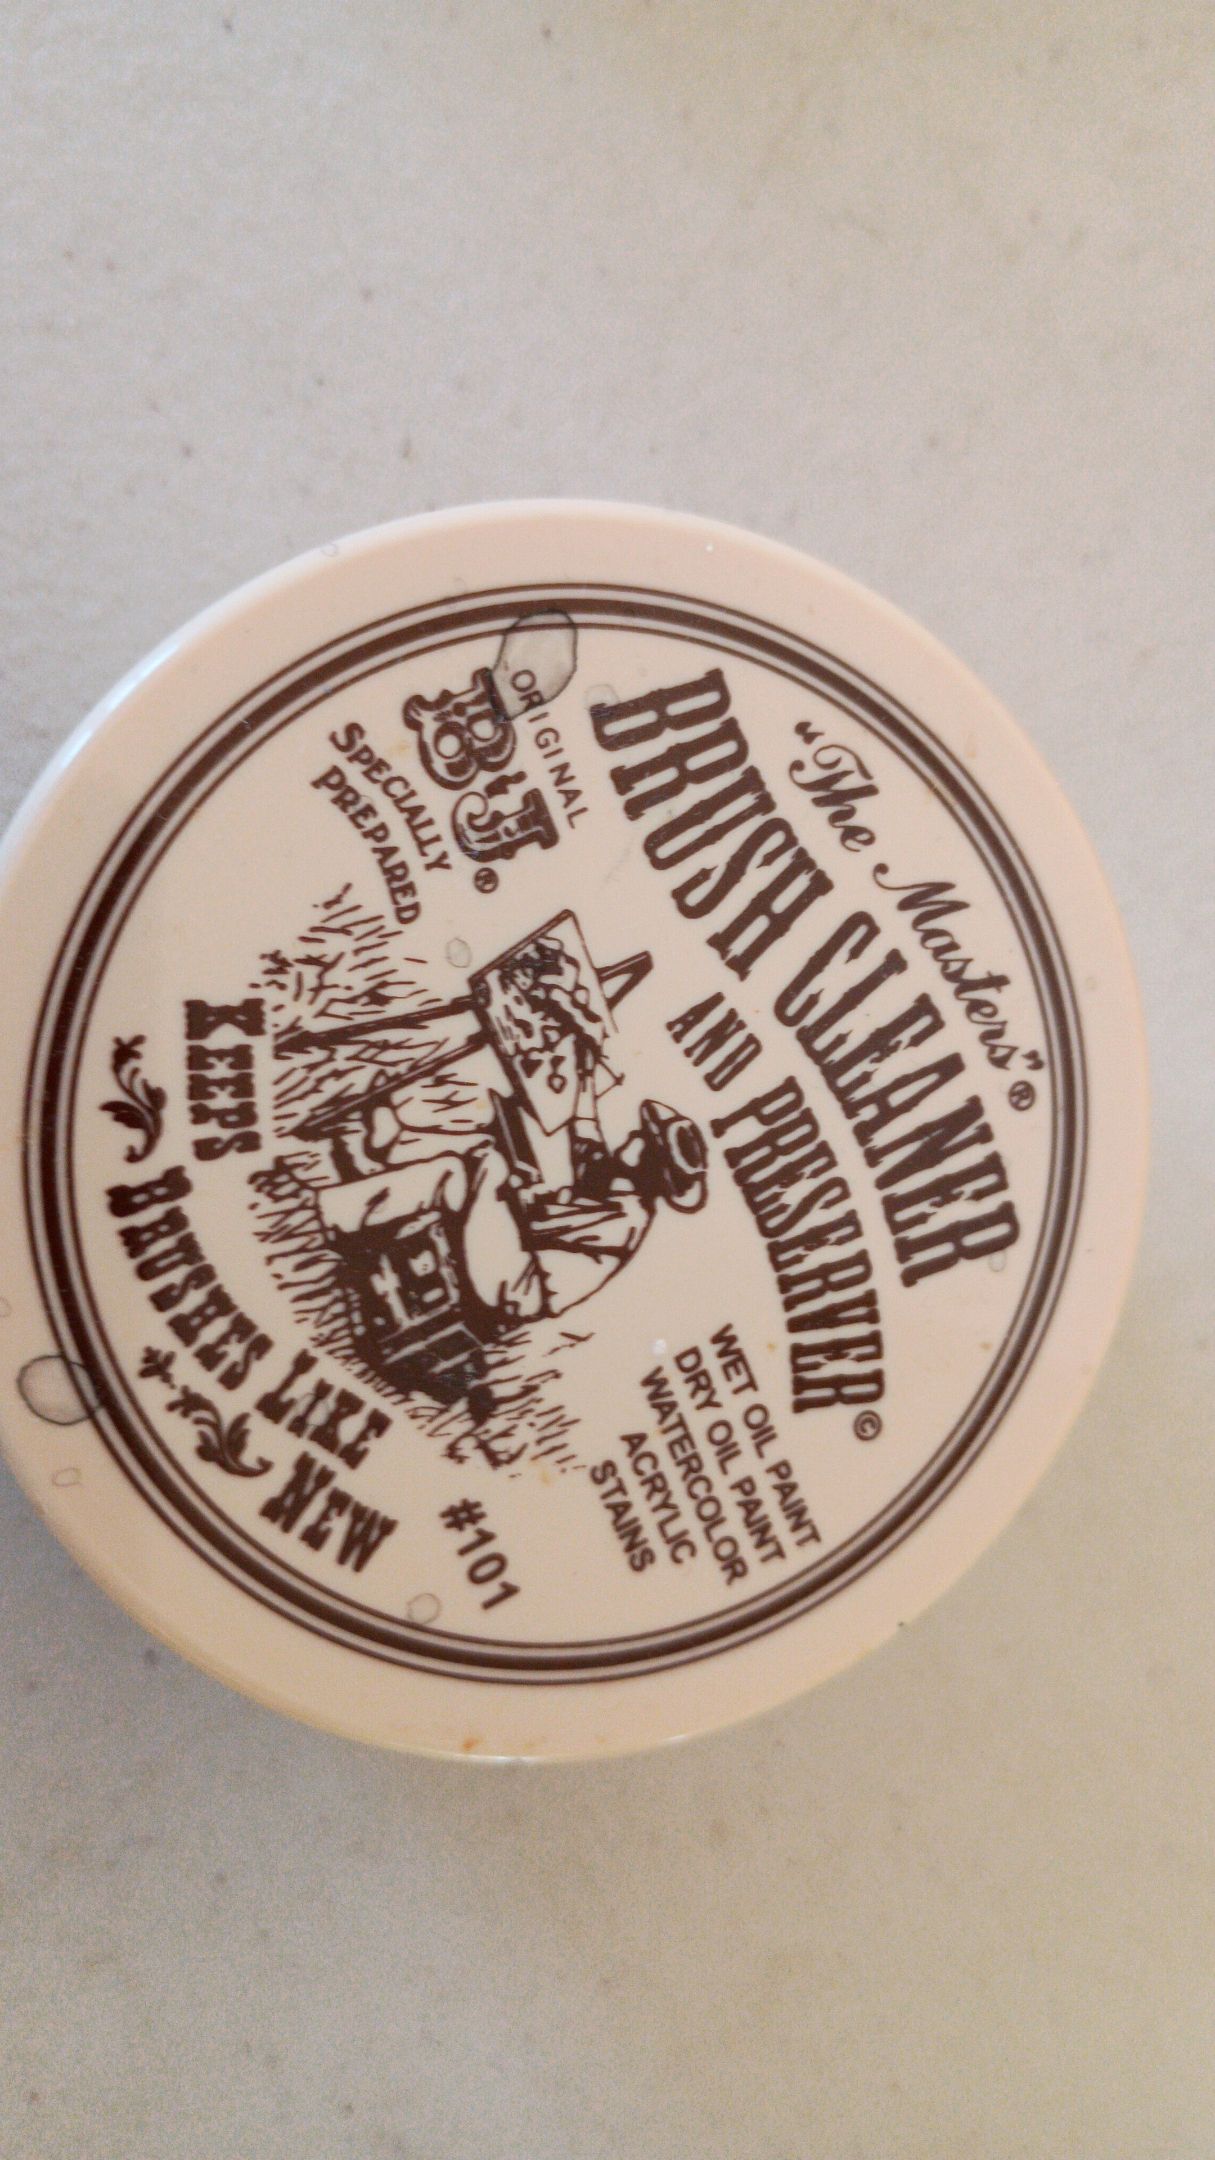 "The Masters"®
BRUSH CLEANER
AND PRESERVER©
ORIGINAL
B&J®
SPECIALLY
PREPARED
WET OIL PAINT
DRY OIL PAINT
WATERCOLOR
ACRYLIC
STAINS
#101
KEEPS
BRUSHES LIKE NEW